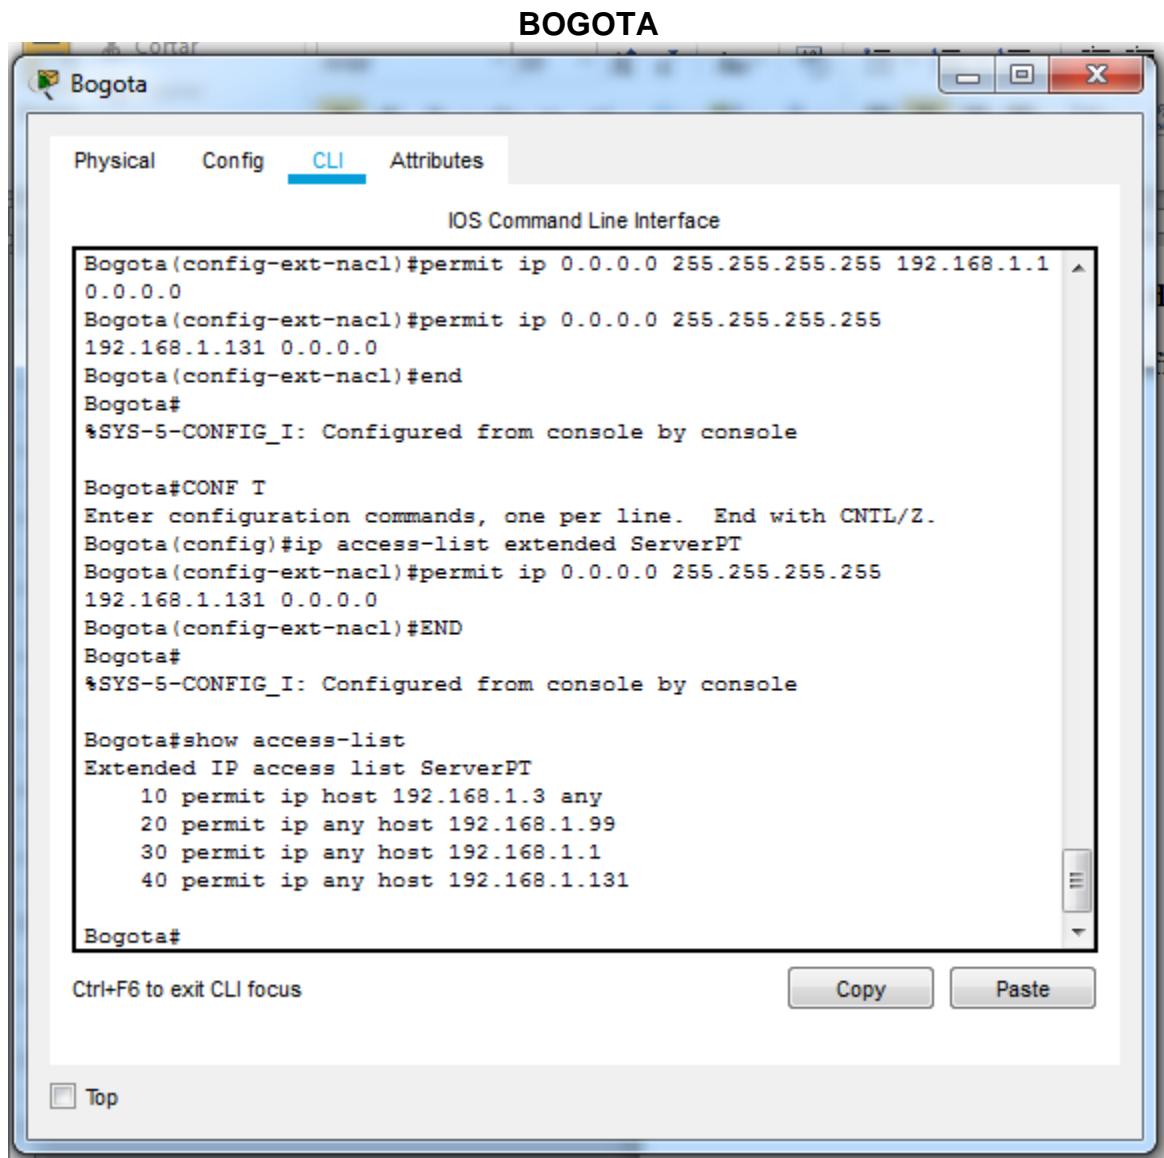 BOGOTA
Cortar
Bogota
Physical Config CLI Attributes
IOS Command Line Interface
Bogota(config-ext-nacl)#permit ip 0.0.0.0 255.255.255.255 192.168.1.1
0.0.0.0
Bogota(config-ext-nacl)#permit ip 0.0.0.0 255.255.255.255
192.168.1.131 0.0.0.0
Bogota(config-ext-nacl)#end
Bogota#
%SYS-5-CONFIG_I: Configured from console by console
Bogota#CONF T
Enter configuration commands, one per line.  End with CNTL/Z.
Bogota(config)#ip access-list extended ServerPT
Bogota(config-ext-nacl)#permit ip 0.0.0.0 255.255.255.255
192.168.1.131 0.0.0.0
Bogota(config-ext-nacl)#END
Bogota#
%SYS-5-CONFIG_I: Configured from console by console
Bogota#show access-list
Extended IP access list ServerPT
    10 permit ip host 192.168.1.3 any
    20 permit ip any host 192.168.1.99
    30 permit ip any host 192.168.1.1
    40 permit ip any host 192.168.1.131
Bogota#
Ctrl+F6 to exit CLI focus
Copy Paste
Top